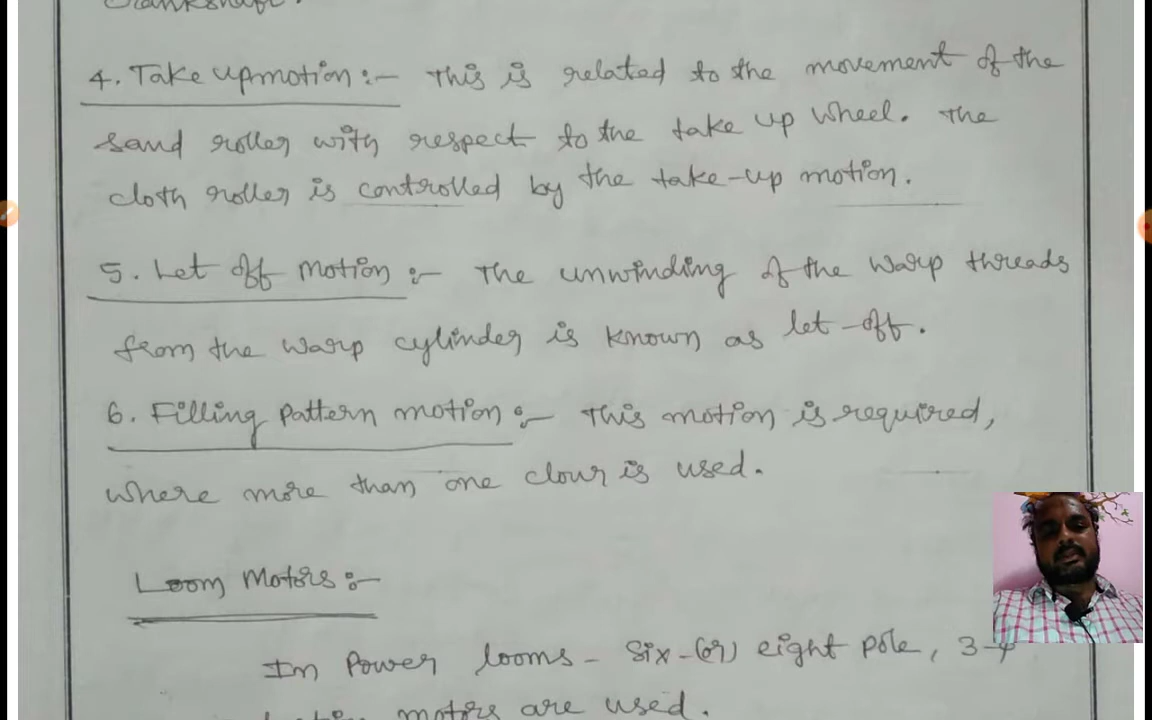 Crankshaft.
4. Take upmotion :- This is related to the movement of the
sand roller with respect to the take up wheel. The
cloth roller is controlled by the take-up motion.
5. Let off motion :- The unwinding of the warp threads
from the warp cylinder is known as let-off.
6. Filling pattern motion :- This motion is required,
where more than one clour is used.
Loom Motors :-
In Power looms - Six-(or) eight pole, 3-φ
motors are used.